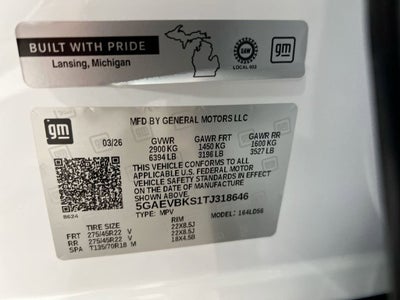 BUILT WITH PRIDE
Lansing, Michigan
UAW
LOCAL 602
gm
gm
MFD BY GENERAL MOTORS LLC
03/26 GVWR GAWR FRT GAWR RR
2900 KG 1450 KG 1600 KG
6394 LB 3196 LB 3527 LB
THIS VEHICLE CONFORMS TO ALL
APPLICABLE U.S. FEDERAL MOTOR
VEHICLE SAFETY STANDARDS IN EFFECT
ON THE DATE OF MANUFACTURE
SHOWN ABOVE.
5GAEVBKS1TJ318646
TYPE: MPV MODEL: 164LD56
B624
TIRE SIZE RIM
FRT 275/45R22 V 22X8.5J
RR 275/45R22 V 22X8.5J
SPA T135/70R18 M 18X4.5B